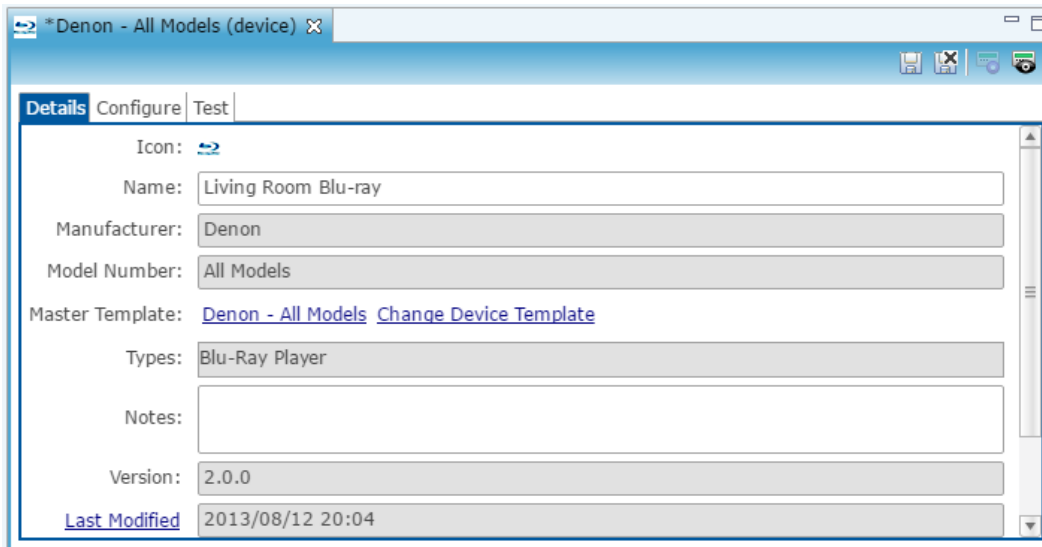 *Denon - All Models (device)
Details Configure Test
Icon:
Name: Living Room Blu-ray
Manufacturer: Denon
Model Number: All Models
Master Template: Denon - All Models Change Device Template
Types: Blu-Ray Player
Notes:
Version: 2.0.0
Last Modified 2013/08/12 20:04